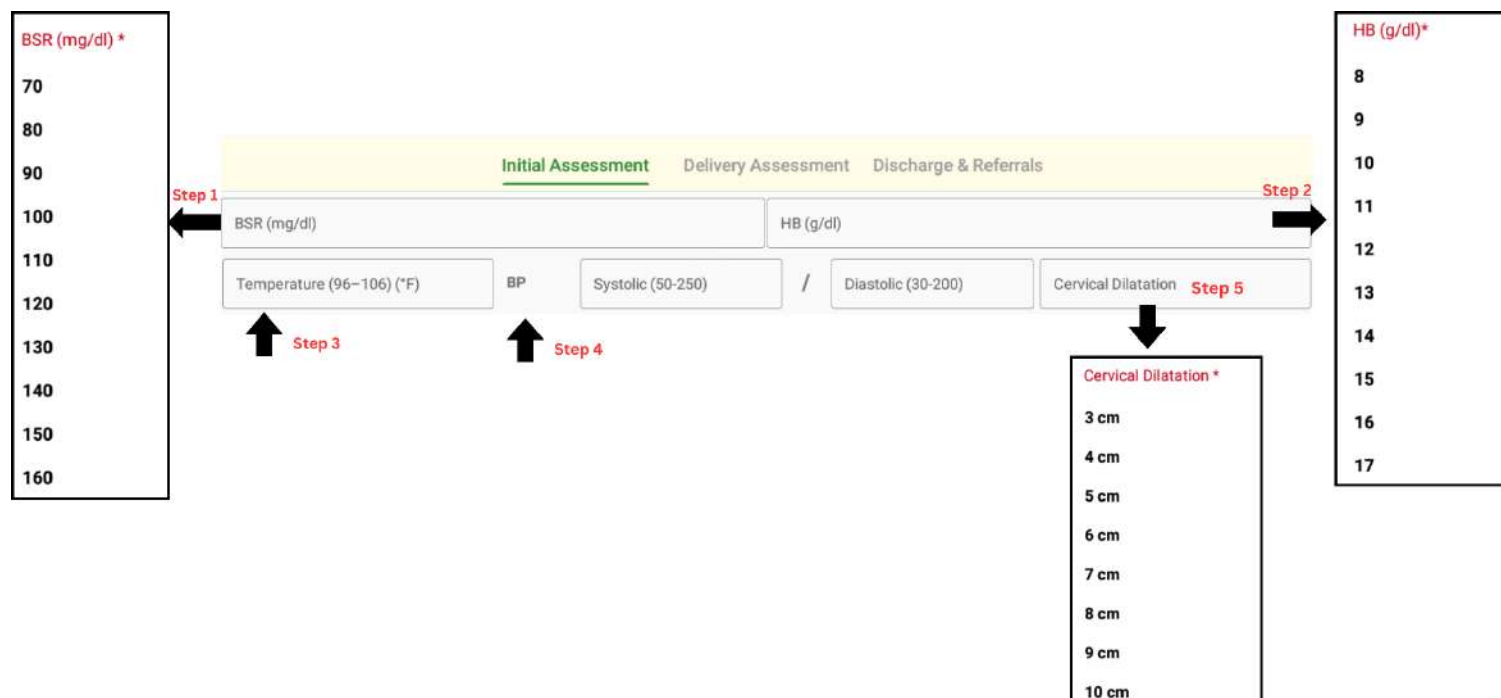 BSR (mg/dl) *
70
80
90
100
110
120
130
140
150
160
Initial Assessment Delivery Assessment Discharge & Referrals
Step 1
Step 2
BSR (mg/dl) HB (g/dl)
Temperature (96–106) (°F) BP Systolic (50-250) / Diastolic (30-200) Cervical Dilatation Step 5
Step 3
Step 4
Cervical Dilatation *
3 cm
4 cm
5 cm
6 cm
7 cm
8 cm
9 cm
10 cm
HB (g/dl)*
8
9
10
11
12
13
14
15
16
17